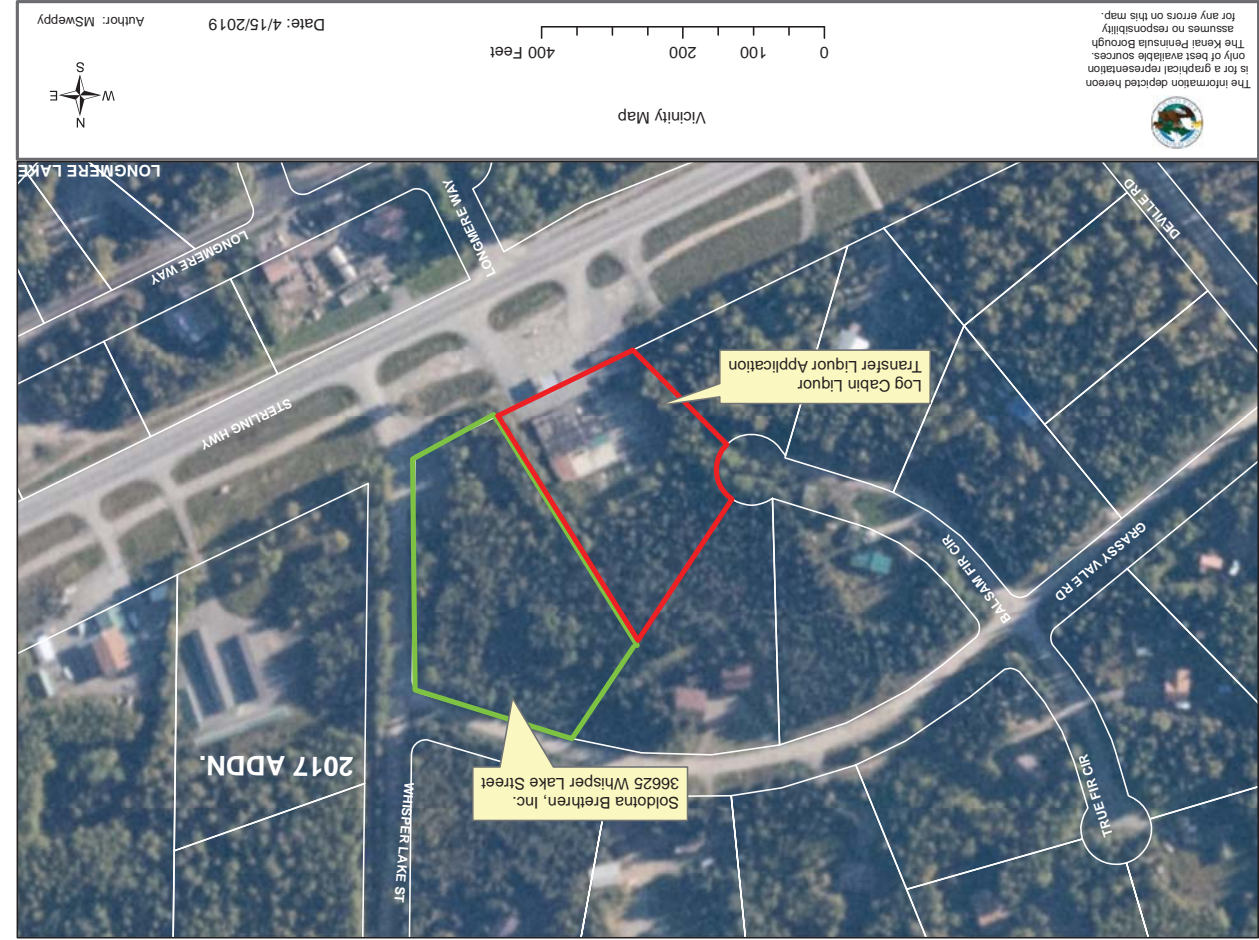 TRUE FIR CIR
WHISPER LAKE ST
Soldotna Brethren, Inc.
36625 Whisper Lake Street
2017 ADDN.
GRASSY VALE RD
BALSAM FIR CIR
Log Cabin Liquor
Transfer Liquor Application
STERLING HWY
DEVILLE RD
LONGMERE WAY
LONGMERE WAY
LONGMERE LAKE
Vicinity Map
The information depicted hereon
is for a graphical representation
only of best available sources.
The Kenai Peninsula Borough
assumes no responsibility
for any errors on this map.
0 100 200 400 Feet
N
W E
S
Date: 4/15/2019
Author: MSweppy